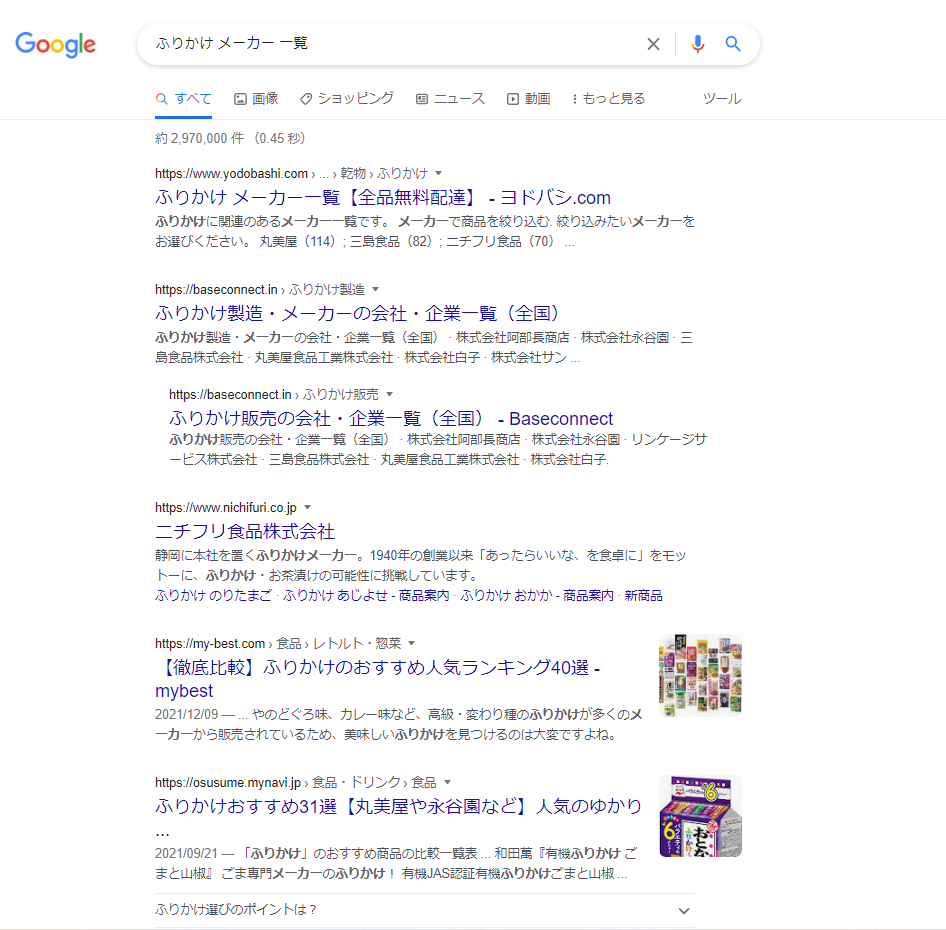 Google
ふりかけ メーカー 一覧
すべて 画像 ショッピング ニュース 動画 もっと見る ツール
約 2,970,000 件 （0.45 秒）
https://www.yodobashi.com › ... › 乾物 › ふりかけ
ふりかけ メーカー一覧【全品無料配達】 - ヨドバシ.com
ふりかけに関連のあるメーカー一覧です。 メーカーで商品を絞り込む. 絞り込みたいメーカーを
お選びください。 丸美屋（114）; 三島食品（82）; ニチフリ食品（70） ...
https://baseconnect.in › ふりかけ製造
ふりかけ製造・メーカーの会社・企業一覧（全国）
ふりかけ製造・メーカーの会社・企業一覧（全国） · 株式会社阿部長商店 · 株式会社永谷園 · 三
島食品株式会社 · 丸美屋食品工業株式会社 · 株式会社白子 · 株式会社サン ...
https://baseconnect.in › ふりかけ販売
ふりかけ販売の会社・企業一覧（全国） - Baseconnect
ふりかけ販売の会社・企業一覧（全国） · 株式会社阿部長商店 · 株式会社永谷園 · リンケージサ
ービス株式会社 · 三島食品株式会社 · 丸美屋食品工業株式会社 · 株式会社白子.
https://www.nichifuri.co.jp
ニチフリ食品株式会社
静岡に本社を置くふりかけメーカー。1940年の創業以来「あったらいいな、を食卓に」をモッ
トーに、ふりかけ・お茶漬けの可能性に挑戦しています。
ふりかけ のりたまご · ふりかけ あじよせ - 商品案内 · ふりかけ おかか - 商品案内 · 新商品
https://my-best.com › 食品 › レトルト・惣菜
【徹底比較】ふりかけのおすすめ人気ランキング40選 -
mybest
2021/12/09 — ... やのどぐろ味、カレー味など、高級・変わり種のふりかけが多くのメ
ーカーから販売されているため、美味しいふりかけを見つけるのは大変ですよね。
https://osusume.mynavi.jp › 食品・ドリンク › 食品
ふりかけおすすめ31選【丸美屋や永谷園など】人気のゆかり
...
2021/09/21 — 「ふりかけ」のおすすめ商品の比較一覧表 ... 和田萬『有機ふりかけ ご
まと山椒』 ごま専門メーカーのふりかけ！ 有機JAS認証有機ふりかけごまと山椒 ...
ふりかけ選びのポイントは？